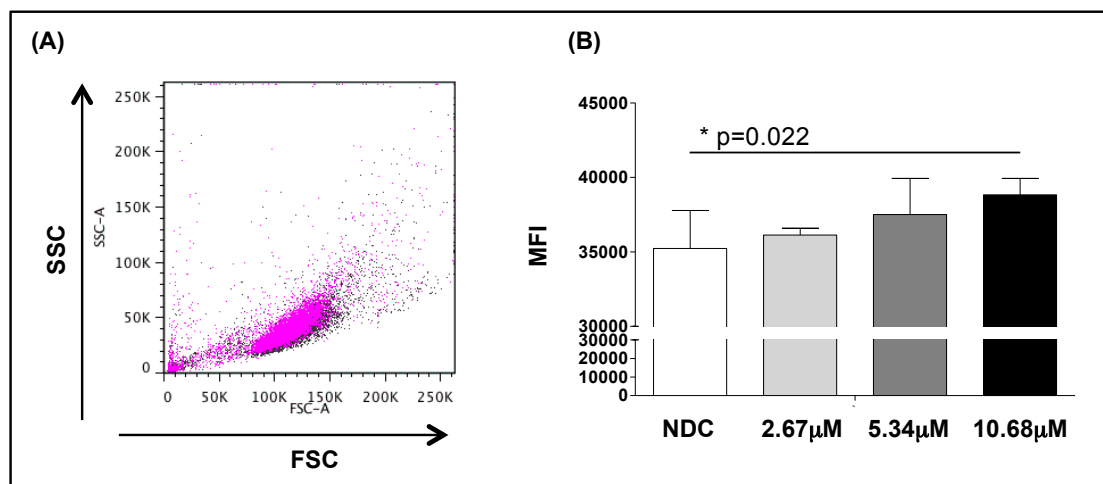 (A)
SSC
SSC-A
250K
200K
150K
100K
50K
0
0 50K 100K 150K 200K 250K
FSC-A
FSC
(B)
MFI
45000
40000
35000
30000
30000
20000
10000
0
* p=0.022
NDC 2.67μM 5.34μM 10.68μM